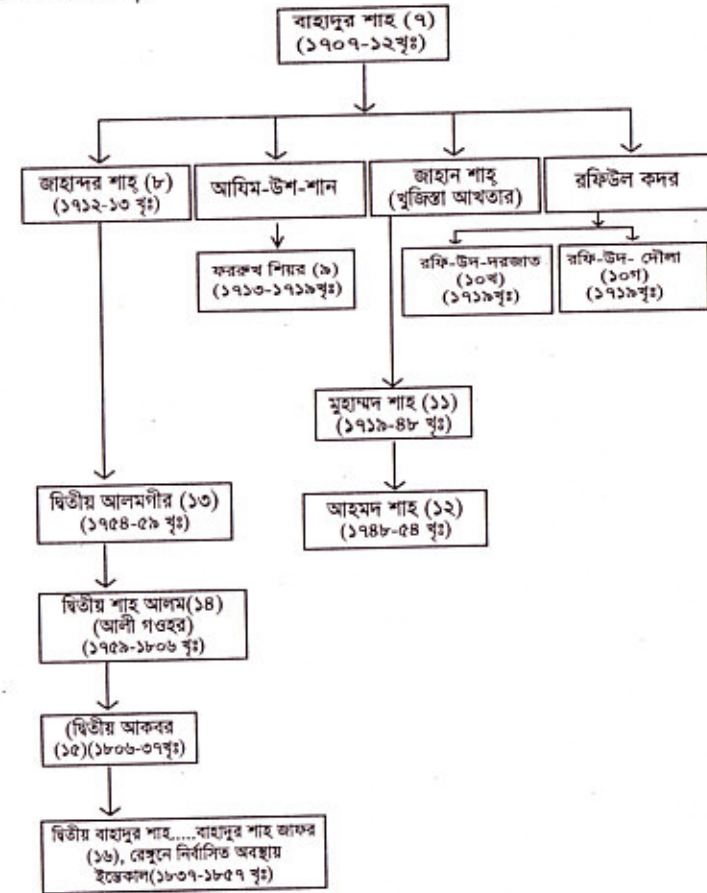 বাহাদুর শাহ (৭)
(১৭০৭-১২খৃঃ)
জাহান্দর শাহ্ (৮)
(১৭১২-১৩ খৃঃ)
আযিম-উশ-শান
জাহান শাহ্
(খুজিস্তা আখতার)
রফিউল কদর
ফররুখ শিয়র (৯)
(১৭১৩-১৭১৯খৃঃ)
রফি-উদ-দরজাত
(১০খ)
(১৭১৯খৃঃ)
রফি-উদ- দৌলা
(১০গ)
(১৭১৯খৃঃ)
মুহাম্মদ শাহ (১১)
(১৭১৯-৪৮ খৃঃ)
দ্বিতীয় আলমগীর (১৩)
(১৭৫৪-৫৯ খৃঃ)
আহমদ শাহ (১২)
(১৭৪৮-৫৪ খৃঃ)
দ্বিতীয় শাহ আলম(১৪)
(আলী গওহর)
(১৭৫৯-১৮০৬ খৃঃ)
(দ্বিতীয় আকবর
(১৫)(১৮০৬-৩৭খৃঃ)
দ্বিতীয় বাহাদুর শাহ.....বাহাদুর শাহ জাফর
(১৬), রেঙ্গুনে নির্বাসিত অবস্থায়
ইন্তেকাল(১৮৩৭-১৮৫৭ খৃঃ)